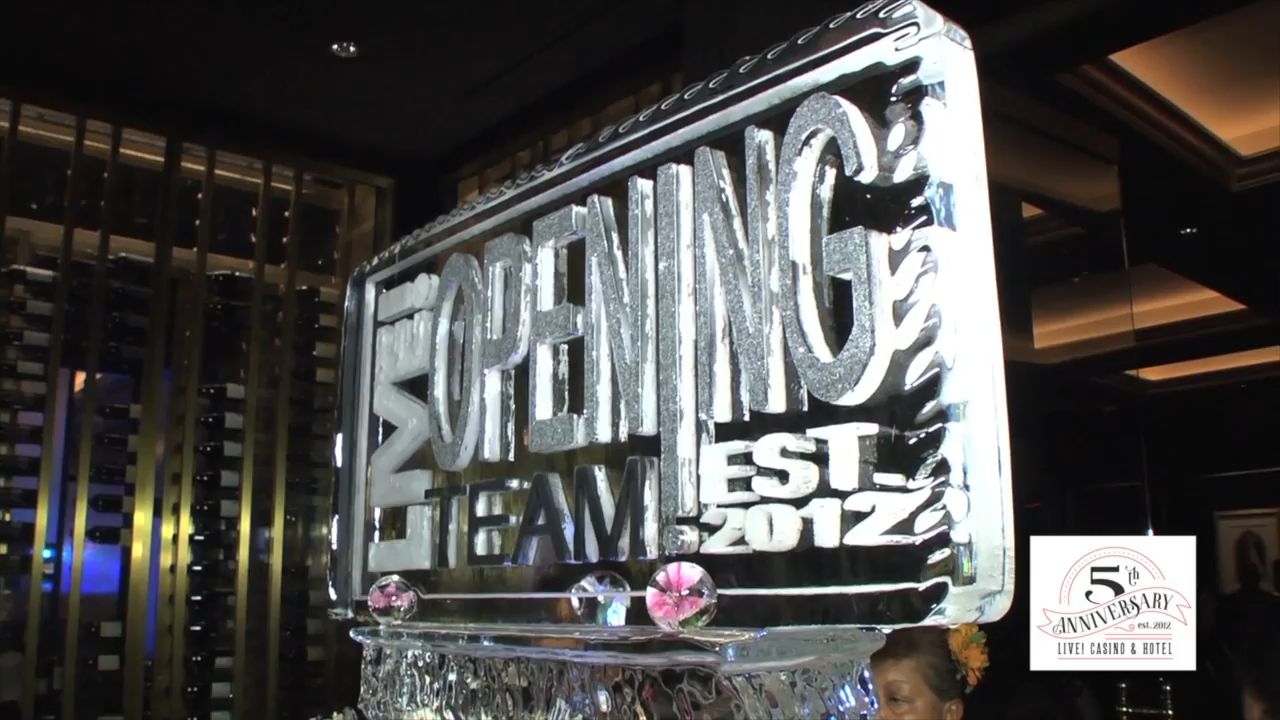 LIVE!
OPENING
TEAM
EST.
2012
5th
ANNIVERSARY
est. 2012
LIVE! CASINO & HOTEL